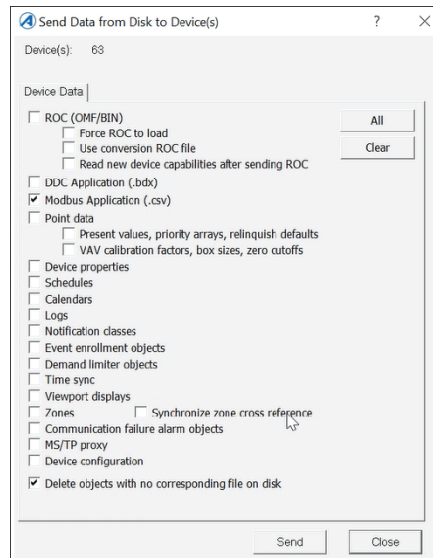 Send Data from Disk to Device(s) ? ×
Device(s): 63
Device Data
ROC (OMF/BIN)
All
Force ROC to load
Use conversion ROC file
Clear
Read new device capabilities after sending ROC
DDC Application (.bdx)
Modbus Application (.csv)
Point data
Present values, priority arrays, relinquish defaults
VAV calibration factors, box sizes, zero cutoffs
Device properties
Schedules
Calendars
Logs
Notification classes
Event enrollment objects
Demand limiter objects
Time sync
Viewport displays
Zones Synchronize zone cross reference
Communication failure alarm objects
MS/TP proxy
Device configuration
Delete objects with no corresponding file on disk
Send Close